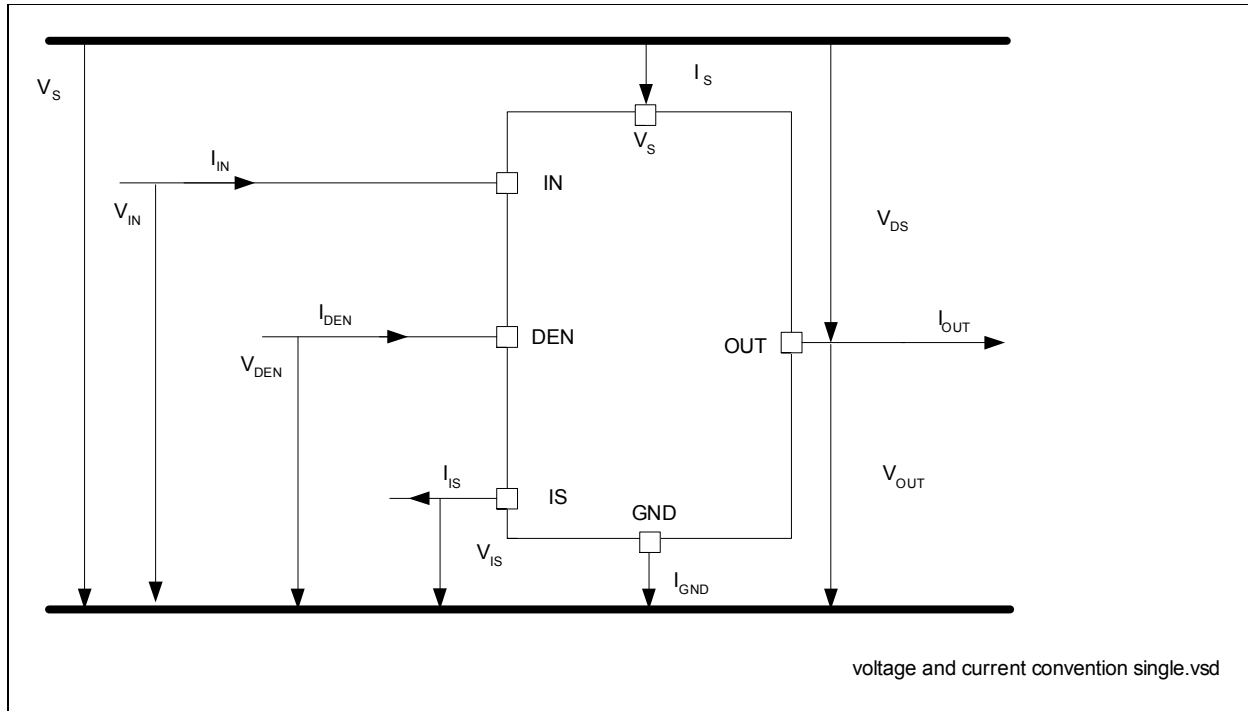 V_S
I_S
V_S
I_IN
IN
V_IN
V_DS
I_DEN
DEN
V_DEN
OUT
I_OUT
I_IS
IS
V_IS
GND
V_OUT
I_GND
voltage and current convention single.vsd